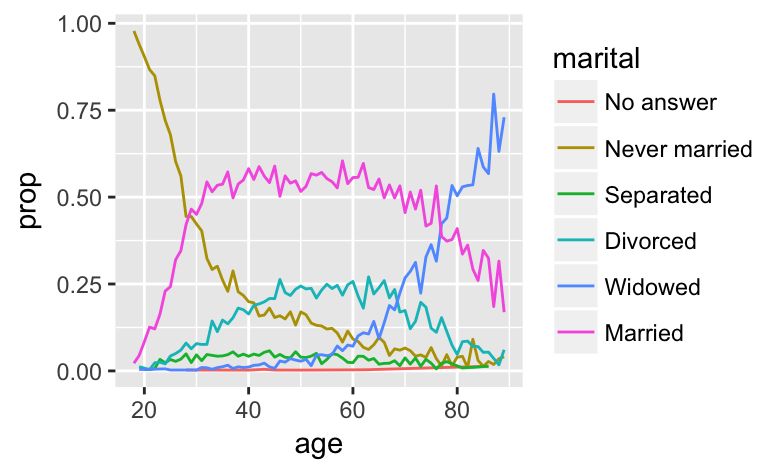 1.00
0.75
0.50
0.25
0.00
prop
20 40 60 80
age
marital
No answer
Never married
Separated
Divorced
Widowed
Married